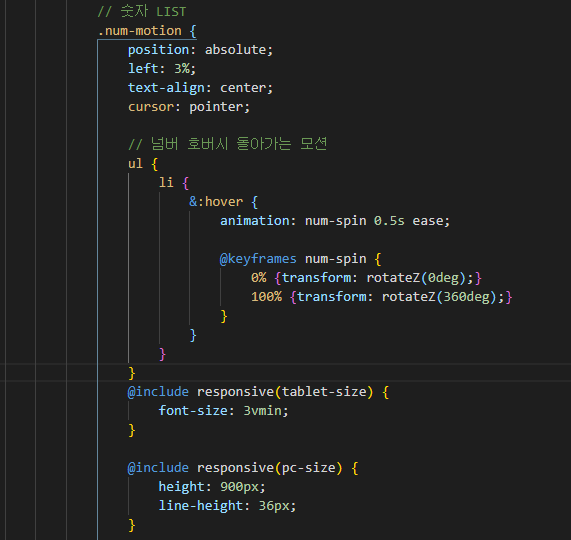 // 숫자 LIST
.num-motion {
position: absolute;
left: 3%;
text-align: center;
cursor: pointer;
// 넘버 호버시 돌아가는 모션
ul {
li {
&:hover {
animation: num-spin 0.5s ease;
@keyframes num-spin {
0% {transform: rotateZ(0deg);}
100% {transform: rotateZ(360deg);}
}
}
}
}
@include responsive(tablet-size) {
font-size: 3vmin;
}
@include responsive(pc-size) {
height: 900px;
line-height: 36px;
}